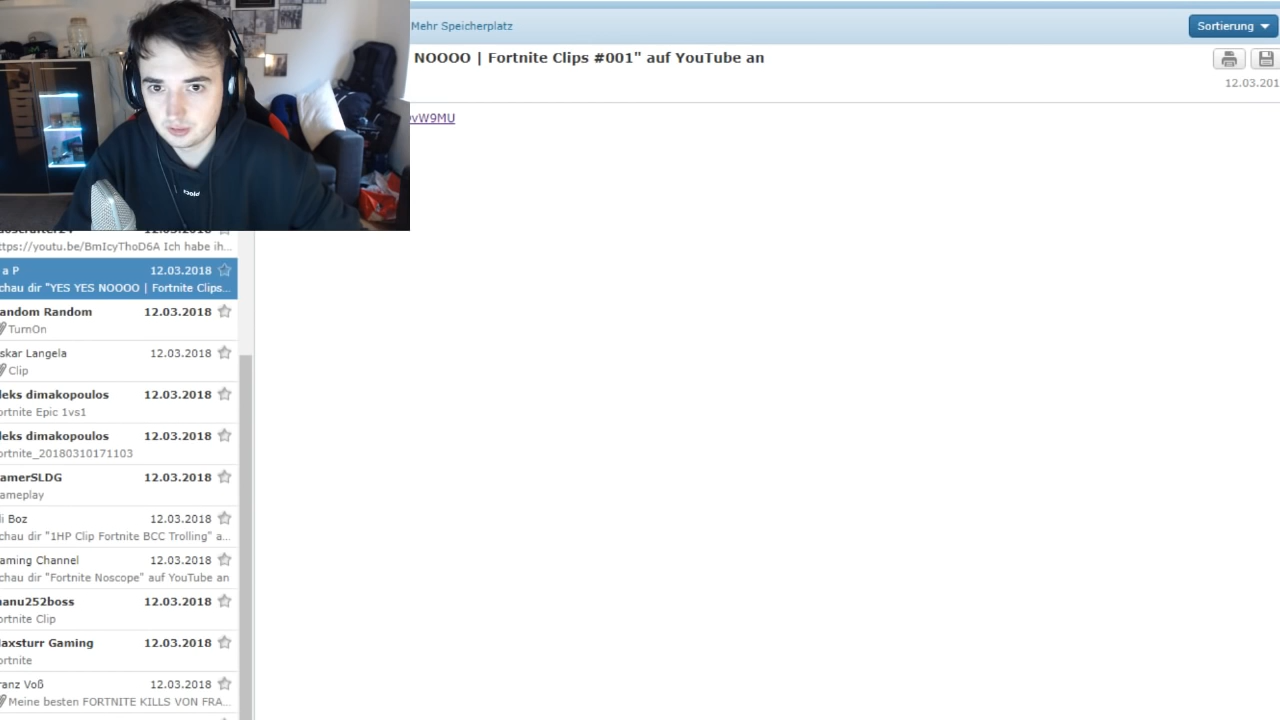 Mehr Speicherplatz
Sortierung
NOOOO | Fortnite Clips #001" auf YouTube an
12.03.201
vW9MU
ttps://youtu.be/BmIcyThoD6A Ich habe ih...
a P 12.03.2018
chau dir "YES YES NOOOO | Fortnite Clips...
andom Random 12.03.2018
TurnOn
skar Langela 12.03.2018
Clip
leks dimakopoulos 12.03.2018
ortnite Epic 1vs1
leks dimakopoulos 12.03.2018
ortnite_20180310171103
amerSLDG 12.03.2018
ameplay
li Boz 12.03.2018
chau dir "1HP Clip Fortnite BCC Trolling" a...
aming Channel 12.03.2018
chau dir "Fortnite Noscope" auf YouTube an
nanu252boss 12.03.2018
ortnite Clip
laxsturr Gaming 12.03.2018
ortnite
ranz Voß 12.03.2018
Meine besten FORTNITE KILLS VON FRA...